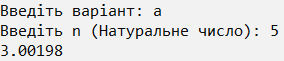 Введіть варіант: a
Введіть n (Натуральне число): 5
3.00198